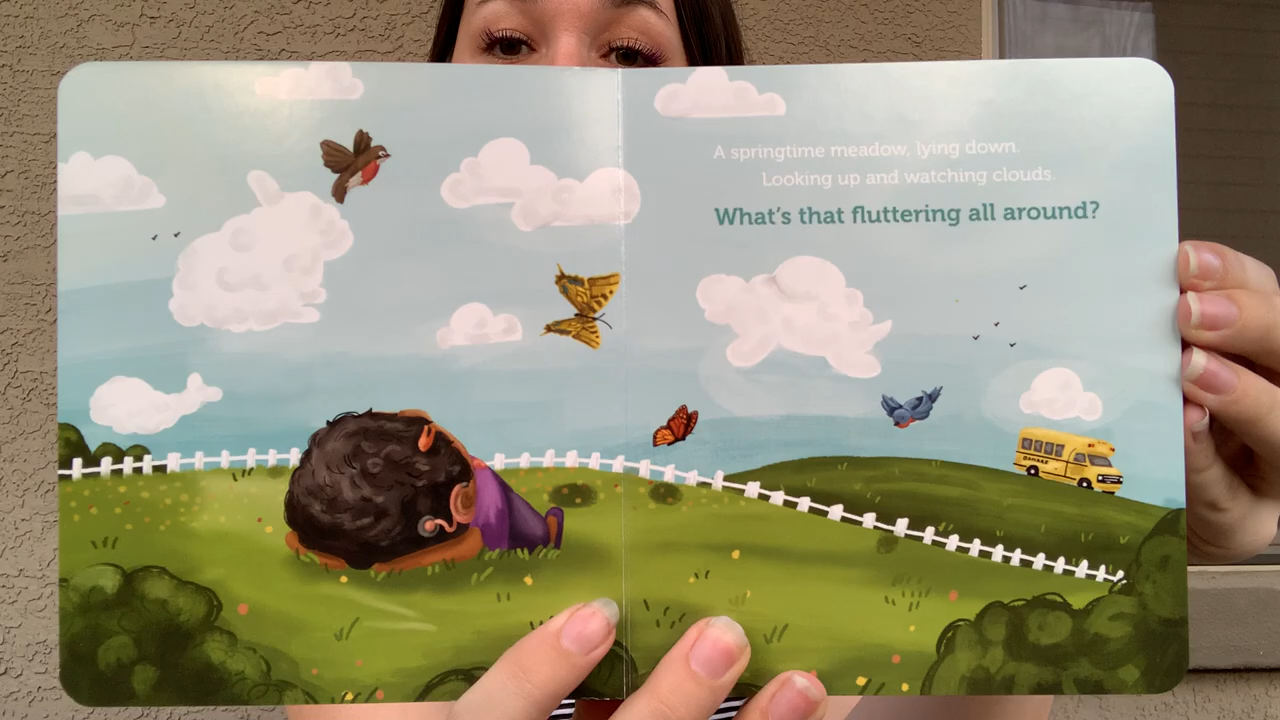 A springtime meadow, lying down.
Looking up and watching clouds.
What's that fluttering all around?